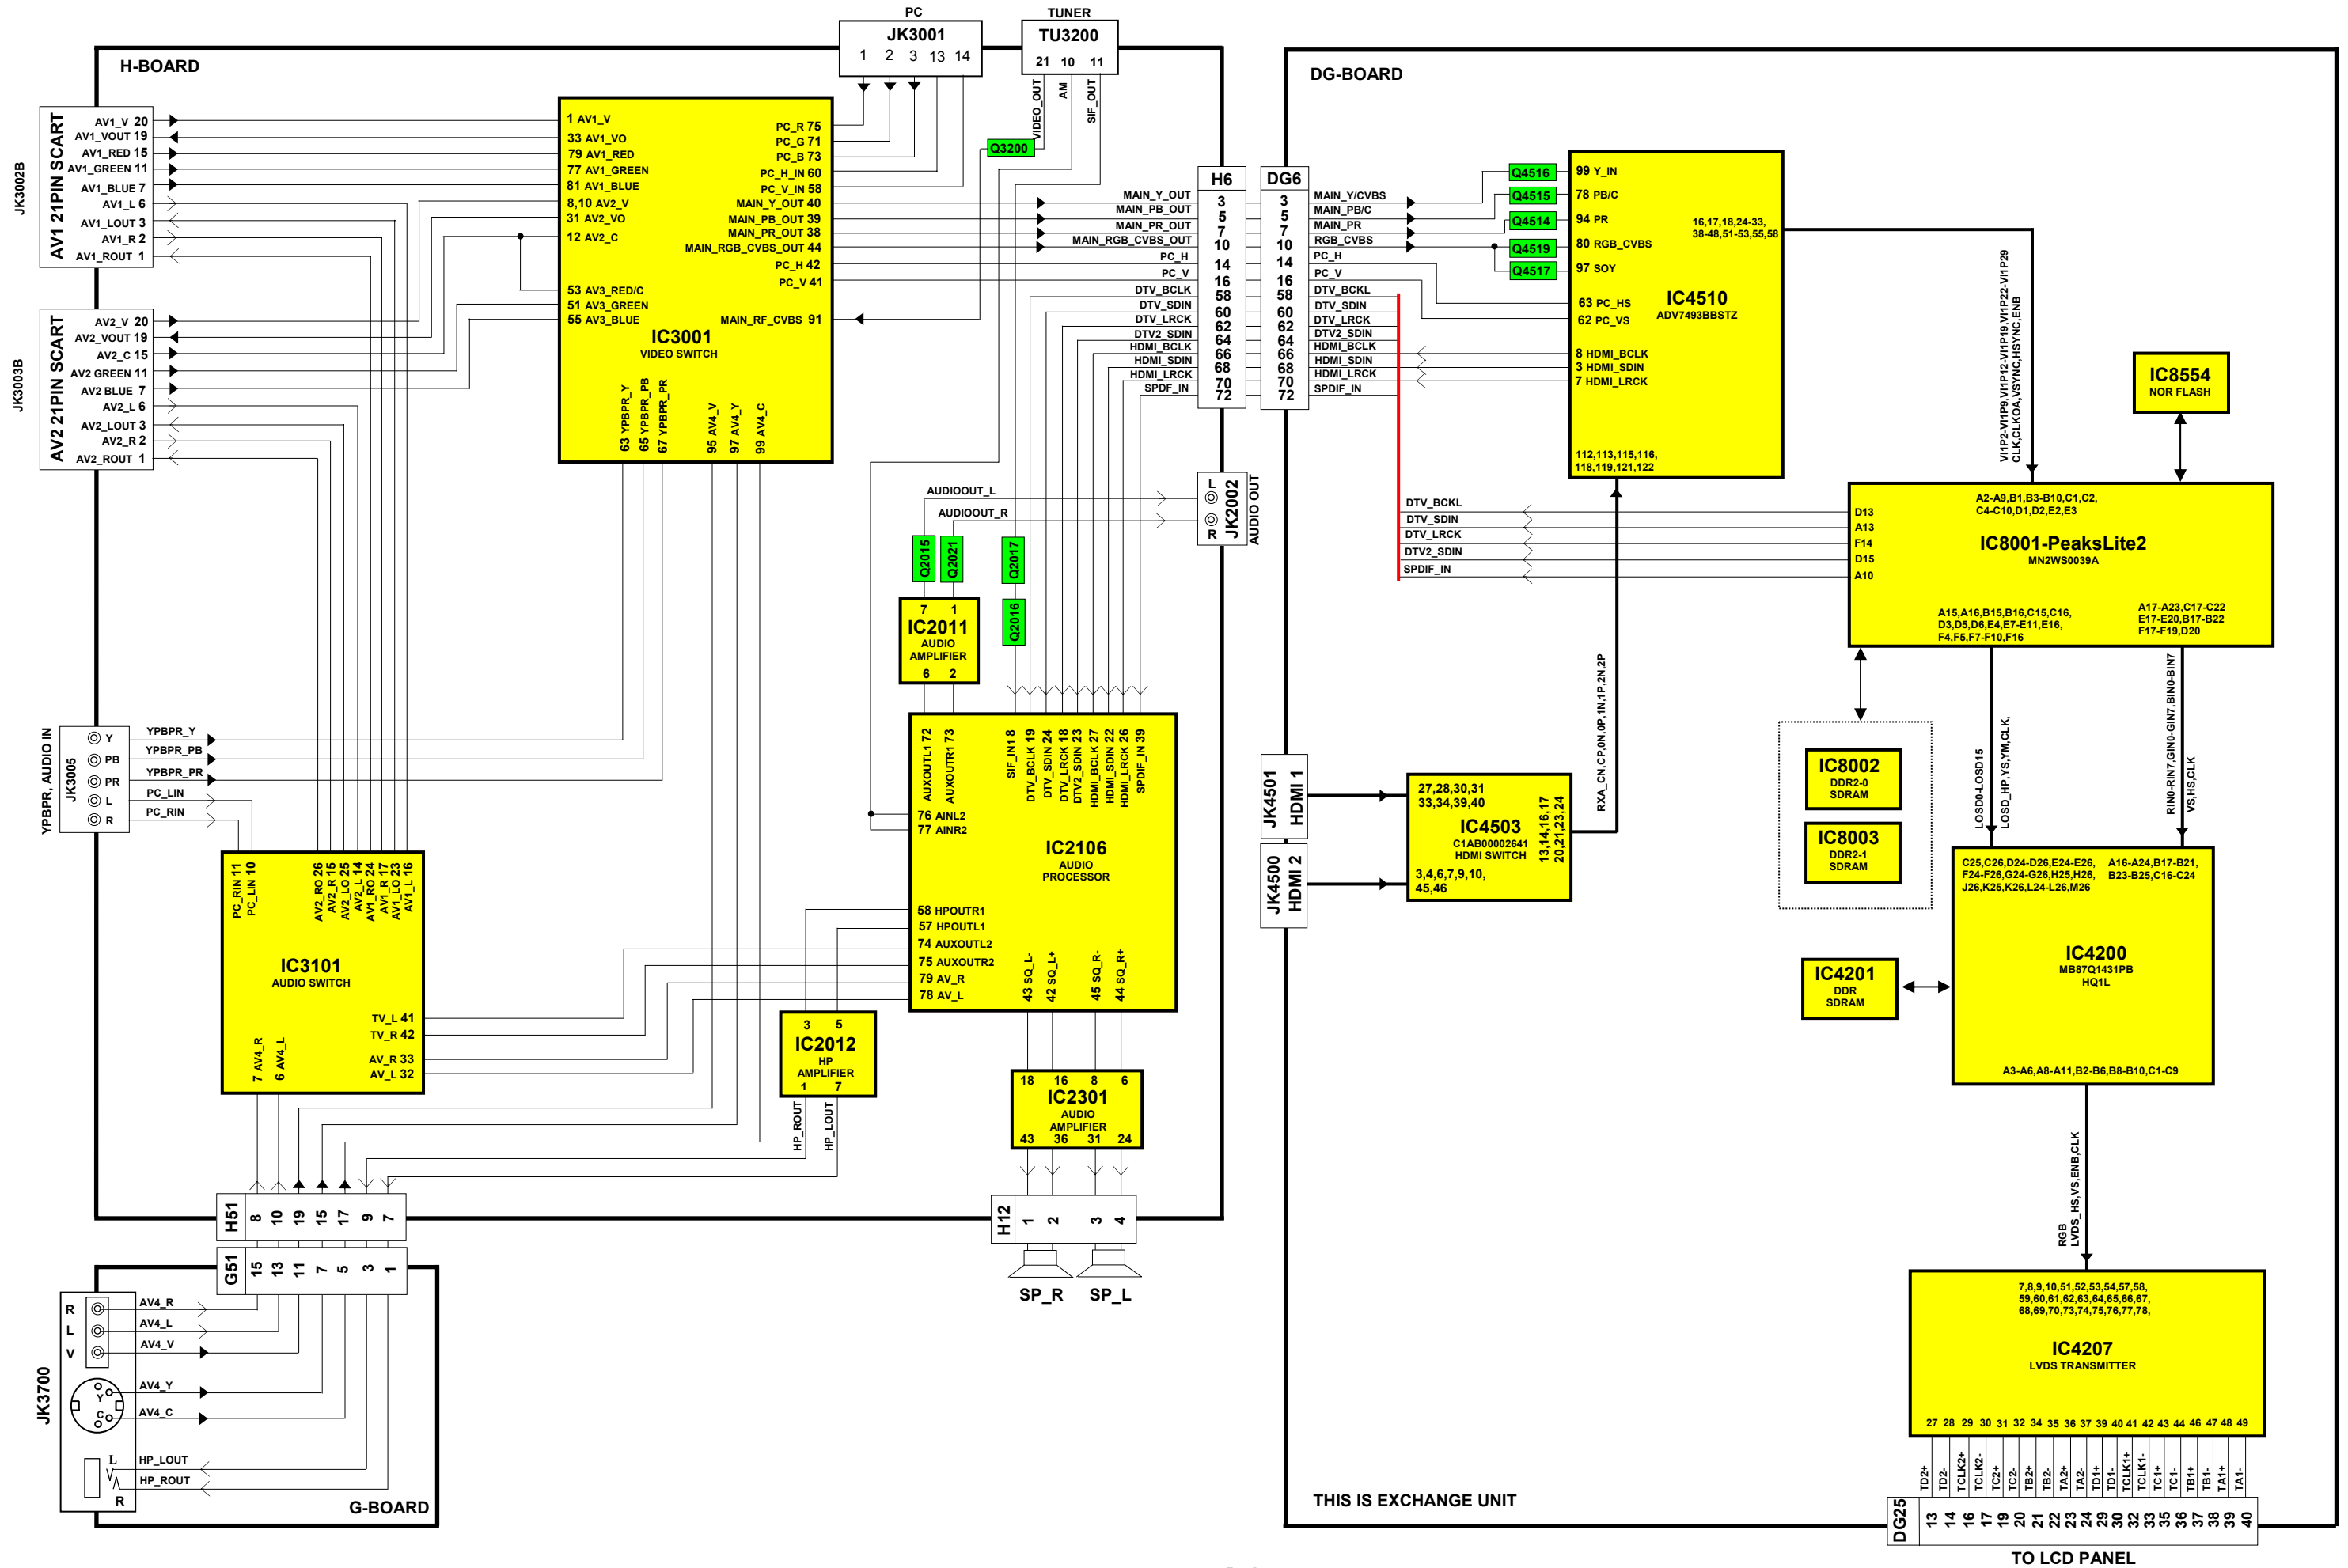 H-BOARD
PC
JK3001
1 2 3 13 14
TUNER
TU3200
21 10 11
VIDEO_OUT
AM
SIF_OUT
Q3200
JK3002B
AV1 21PIN SCART
AV1_V 20
AV1_VOUT 19
AV1_RED 15
AV1_GREEN 11
AV1_BLUE 7
AV1_L 6
AV1_LOUT 3
AV1_R 2
AV1_ROUT 1
JK3003B
AV2 21PIN SCART
AV2_V 20
AV2_VOUT 19
AV2_C 15
AV2 GREEN 11
AV2 BLUE 7
AV2_L 6
AV2_LOUT 3
AV2_R 2
AV2_ROUT 1
1 AV1_V
33 AV1_VO
79 AV1_RED
77 AV1_GREEN
81 AV1_BLUE
8,10 AV2_V
31 AV2_VO
12 AV2_C
53 AV3_RED/C
51 AV3_GREEN
55 AV3_BLUE
PC_R 75
PC_G 71
PC_B 73
PC_H_IN 60
PC_V_IN 58
MAIN_Y_OUT 40
MAIN_PB_OUT 39
MAIN_PR_OUT 38
MAIN_RGB_CVBS_OUT 44
PC_H 42
PC_V 41
MAIN_RF_CVBS 91
IC3001
VIDEO SWITCH
63 YPBPR_Y
65 YPBPR_PB
67 YPBPR_PR
95 AV4_V
97 AV4_Y
99 AV4_C
MAIN_Y_OUT
MAIN_PB_OUT
MAIN_PR_OUT
MAIN_RGB_CVBS_OUT
PC_H
PC_V
DTV_BCLK
DTV_SDIN
DTV_LRCK
DTV2_SDIN
HDMI_BCLK
HDMI_SDIN
HDMI_LRCK
SPDF_IN
H6
3
5
7
10
14
16
58
60
62
64
66
68
70
72
AUDIOOUT_L
AUDIOOUT_R
L
R
JK2002
AUDIO OUT
Q2015
Q2021
Q2017
Q2016
7 1
IC2011
AUDIO
AMPLIFIER
6 2
YPBPR, AUDIO IN
JK3005
Y
PB
PR
L
R
YPBPR_Y
YPBPR_PB
YPBPR_PR
PC_LIN
PC_RIN
PC_RIN 11
PC_LIN 10
AV2_RO 26
AV2_R 15
AV2_LO 25
AV2_L 14
AV1_RO 24
AV1_R 17
AV1_LO 23
AV1_L 16
IC3101
AUDIO SWITCH
TV_L 41
TV_R 42
AV_R 33
AV_L 32
7 AV4_R
6 AV4_L
AUXOUTL1 72
AUXOUTR1 73
SIF_IN1 8
DTV_BCLK 19
DTV_SDIN 24
DTV_LRCK 18
DTV2_SDIN 23
HDMI_BCLK 27
HDMI_SDIN 22
HDMI_LRCK 26
SPDIF_IN 39
76 AINL2
77 AINR2
IC2106
AUDIO
PROCESSOR
58 HPOUTR1
57 HPOUTL1
74 AUXOUTL2
75 AUXOUTR2
79 AV_R
78 AV_L
43 SQ_L-
42 SQ_L+
45 SQ_R-
44 SQ_R+
3 5
IC2012
HP
AMPLIFIER
1 7
HP_ROUT
HP_LOUT
18 16 8 6
IC2301
AUDIO
AMPLIFIER
43 36 31 24
H51
8 10 19 15 17 9 7
H12
1 2 3 4
SP_R SP_L
G51
15 13 11 7 5 3 1
JK3700
R
L
V
Y
C
L
R
AV4_R
AV4_L
AV4_V
AV4_Y
AV4_C
HP_LOUT
HP_ROUT
G-BOARD
DG-BOARD
DG6
3
5
7
10
14
16
58
60
62
64
66
68
70
72
MAIN_Y/CVBS
MAIN_PB/C
MAIN_PR
RGB_CVBS
PC_H
PC_V
DTV_BCKL
DTV_SDIN
DTV_LRCK
DTV2_SDIN
HDMI_BCLK
HDMI_SDIN
HDMI_LRCK
SPDIF_IN
Q4516
Q4515
Q4514
Q4519
Q4517
99 Y_IN
78 PB/C
94 PR
80 RGB_CVBS
97 SOY
16,17,18,24-33,
38-48,51-53,55,58
IC4510
ADV7493BBSTZ
63 PC_HS
62 PC_VS
8 HDMI_BCLK
3 HDMI_SDIN
7 HDMI_LRCK
112,113,115,116,
118,119,121,122
VI1P2-VI1P9,VI1P12-VI1P19,VI1P22-VI1P29
CLK,CLKOA,VSYNC,HSYNC,ENB
IC8554
NOR FLASH
DTV_BCKL
DTV_SDIN
DTV_LRCK
DTV2_SDIN
SPDIF_IN
D13
A13
F14
D15
A10
A2-A9,B1,B3-B10,C1,C2,
C4-C10,D1,D2,E2,E3
IC8001-PeaksLite2
MN2WS0039A
A15,A16,B15,B16,C15,C16,
D3,D5,D6,E4,E7-E11,E16,
F4,F5,F7-F10,F16
A17-A23,C17-C22
E17-E20,B17-B22
F17-F19,D20
RXA_CN,CP,0N,0P,1N,1P,2N,2P
JK4501
HDMI 1
JK4500
HDMI 2
27,28,30,31
33,34,39,40
IC4503
C1AB00002641
HDMI SWITCH
3,4,6,7,9,10,
45,46
13,14,16,17
20,21,23,24
IC8002
DDR2-0
SDRAM
IC8003
DDR2-1
SDRAM
LOSD0-LOSD15
LOSD_HP,YS,YM,CLK,
RIN0-RIN7,GIN0-GIN7,BIN0-BIN7
VS,HS,CLK
C25,C26,D24-D26,E24-E26,
F24-F26,G24-G26,H25,H26,
J26,K25,K26,L24-L26,M26
A16-A24,B17-B21,
B23-B25,C16-C24
IC4200
MB87Q1431PB
HQ1L
A3-A6,A8-A11,B2-B6,B8-B10,C1-C9
IC4201
DDR
SDRAM
RGB
LVDS_HS,VS,ENB,CLK
7,8,9,10,51,52,53,54,57,58,
59,60,61,62,63,64,65,66,67,
68,69,70,73,74,75,76,77,78,
IC4207
LVDS TRANSMITTER
27 28 29 30 31 32 34 35 36 37 39 40 41 42 43 44 46 47 48 49
TD2+
TD2-
TCLK2+
TCLK2-
TC2+
TC2-
TB2+
TB2-
TA2+
TA2-
TD1+
TD1-
TCLK1+
TCLK1-
TC1+
TC1-
TB1+
TB1-
TA1+
TA1-
DG25
13 14 16 17 19 20 21 22 23 24 29 30 32 33 35 36 37 38 39 40
THIS IS EXCHANGE UNIT
TO LCD PANEL